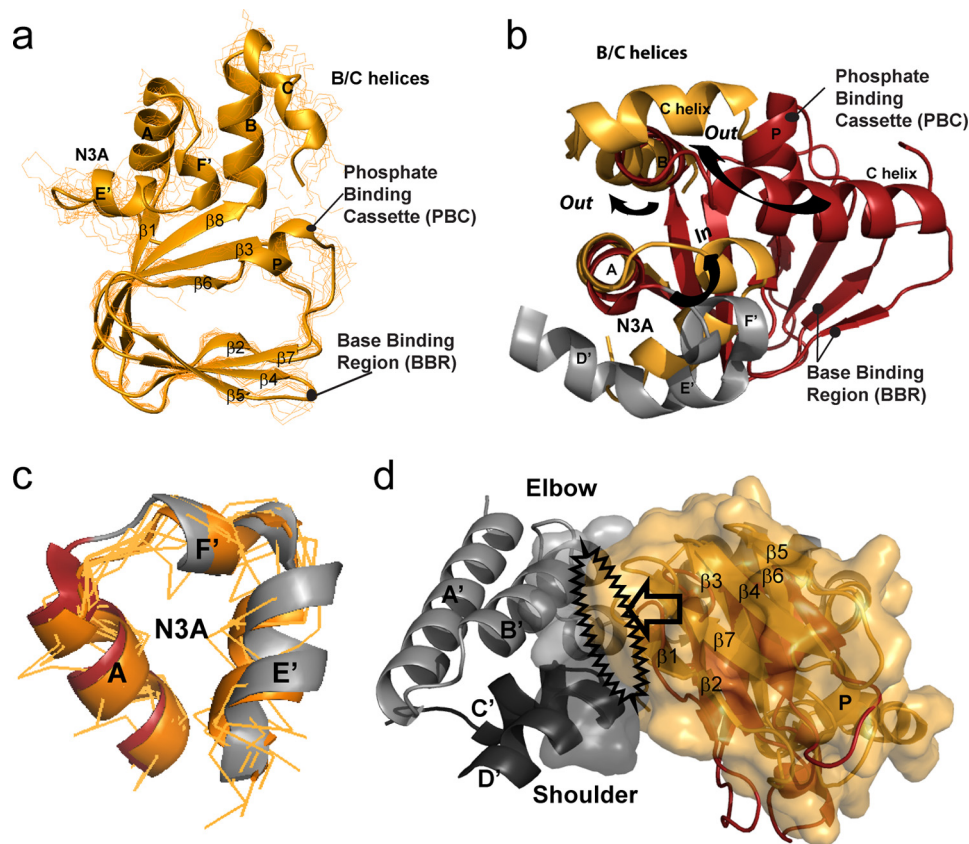 a
B/C helices
C
A
B
N3A
F'
E'
β1
β8
Phosphate
Binding
Cassette (PBC)
β3
P
β6
β2
β7
β4
β5
Base Binding
Region (BBR)
b
B/C helices
Phosphate
Binding
Cassette (PBC)
C helix
Out
P
B
C helix
Out
In
A
N3A
F'
D'
E'
Base Binding
Region (BBR)
c
F'
N3A
A
E'
d
Elbow
A'
B'
β5
β3
β6
β4
β1
β7
β2
P
C'
D'
Shoulder